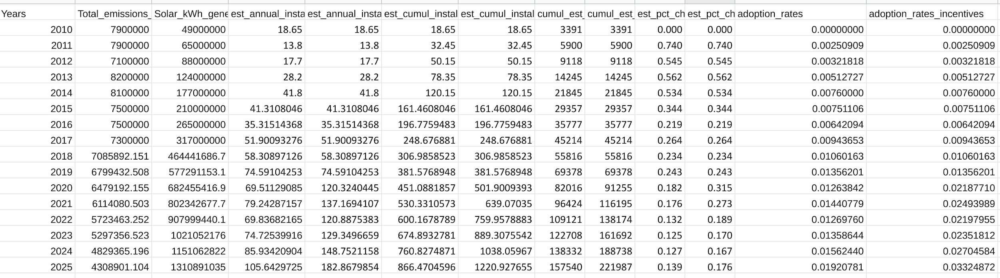 Years Total_emissions_ Solar_kWh_gene est_annual_insta est_annual_insta est_cumul_instal est_cumul_instal cumul_est_ cumul_est_ est_pct_ch est_pct_ch adoption_rates adoption_rates_incentives
2010 7900000 49000000 18.65 18.65 18.65 18.65 3391 3391 0.000 0.000 0.00000000 0.00000000
2011 7900000 65000000 13.8 13.8 32.45 32.45 5900 5900 0.740 0.740 0.00250909 0.00250909
2012 7100000 88000000 17.7 17.7 50.15 50.15 9118 9118 0.545 0.545 0.00321818 0.00321818
2013 8200000 124000000 28.2 28.2 78.35 78.35 14245 14245 0.562 0.562 0.00512727 0.00512727
2014 8100000 177000000 41.8 41.8 120.15 120.15 21845 21845 0.534 0.534 0.00760000 0.00760000
2015 7500000 210000000 41.3108046 41.3108046 161.4608046 161.4608046 29357 29357 0.344 0.344 0.00751106 0.00751106
2016 7500000 265000000 35.31514368 35.31514368 196.7759483 196.7759483 35777 35777 0.219 0.219 0.00642094 0.00642094
2017 7300000 317000000 51.90093276 51.90093276 248.676881 248.676881 45214 45214 0.264 0.264 0.00943653 0.00943653
2018 7085892.151 464441686.7 58.30897126 58.30897126 306.9858523 306.9858523 55816 55816 0.234 0.234 0.01060163 0.01060163
2019 6799432.508 577291153.1 74.59104253 74.59104253 381.5768948 381.5768948 69378 69378 0.243 0.243 0.01356201 0.01356201
2020 6479192.155 682455416.9 69.51129085 120.3240445 451.0881857 501.9009393 82016 91255 0.182 0.315 0.01263842 0.02187710
2021 6114080.503 802342677.7 79.24287157 137.1694107 530.3310573 639.07035 96424 116195 0.176 0.273 0.01440779 0.02493989
2022 5723463.252 907999440.1 69.83682165 120.8875383 600.1678789 759.9578883 109121 138174 0.132 0.189 0.01269760 0.02197955
2023 5297356.523 1021052176 74.72539916 129.3496659 674.8932781 889.3075542 122708 161692 0.125 0.170 0.01358644 0.02351812
2024 4829365.196 1151062822 85.93420904 148.7521158 760.8274871 1038.05967 138332 188738 0.127 0.167 0.01562440 0.02704584
2025 4308901.104 1310891035 105.6429725 182.8679854 866.4704596 1220.927655 157540 221987 0.139 0.176 0.01920781 0.03324872